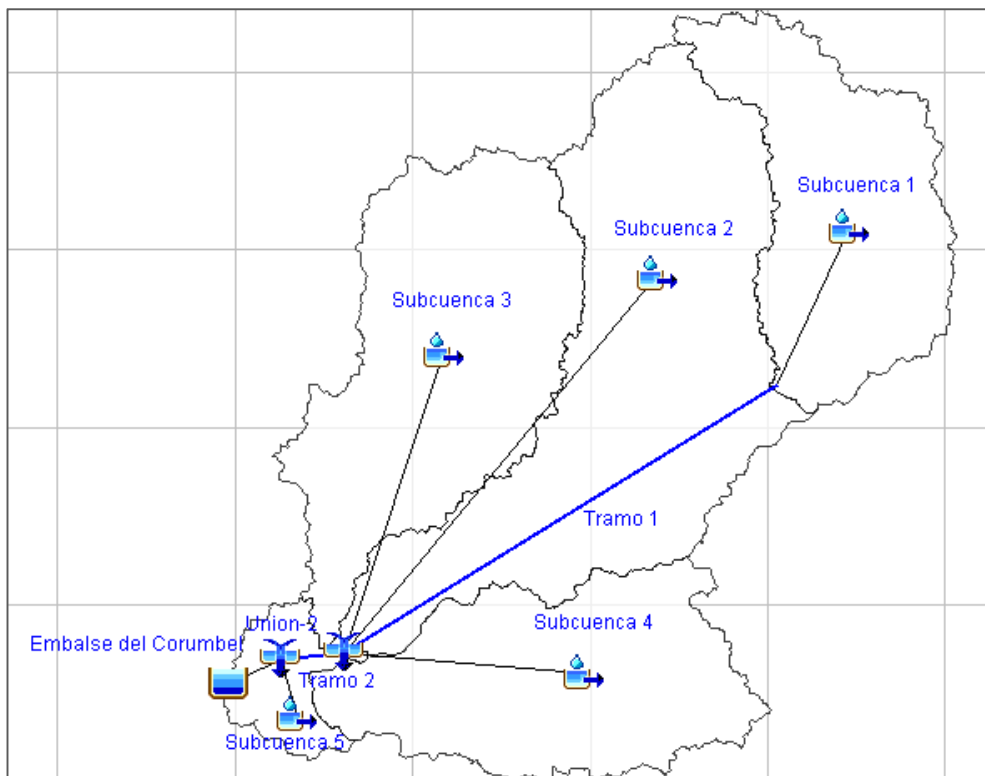 Subcuenca 1
Subcuenca 2
Subcuenca 3
Tramo 1
Subcuenca 4
Union-2
Embalse del Corumbel
Tramo 2
Subcuenca 5